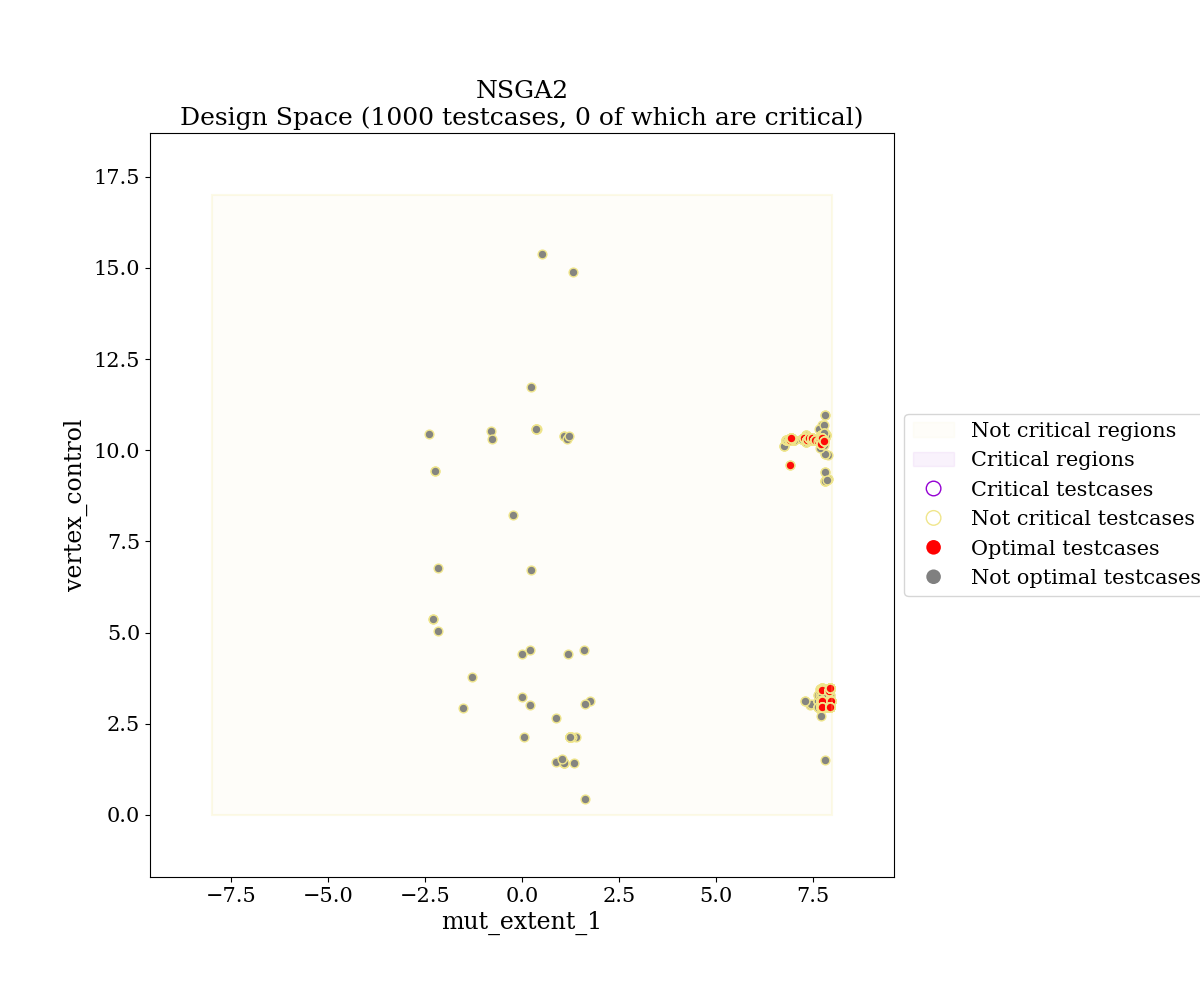 NSGA2
Design Space (1000 testcases, 0 of which are critical)
17.5
15.0
12.5
10.0
7.5
5.0
2.5
0.0
vertex_control
−7.5
−5.0
−2.5
0.0
2.5
5.0
7.5
mut_extent_1
Not critical regions
Critical regions
Critical testcases
Not critical testcases
Optimal testcases
Not optimal testcases